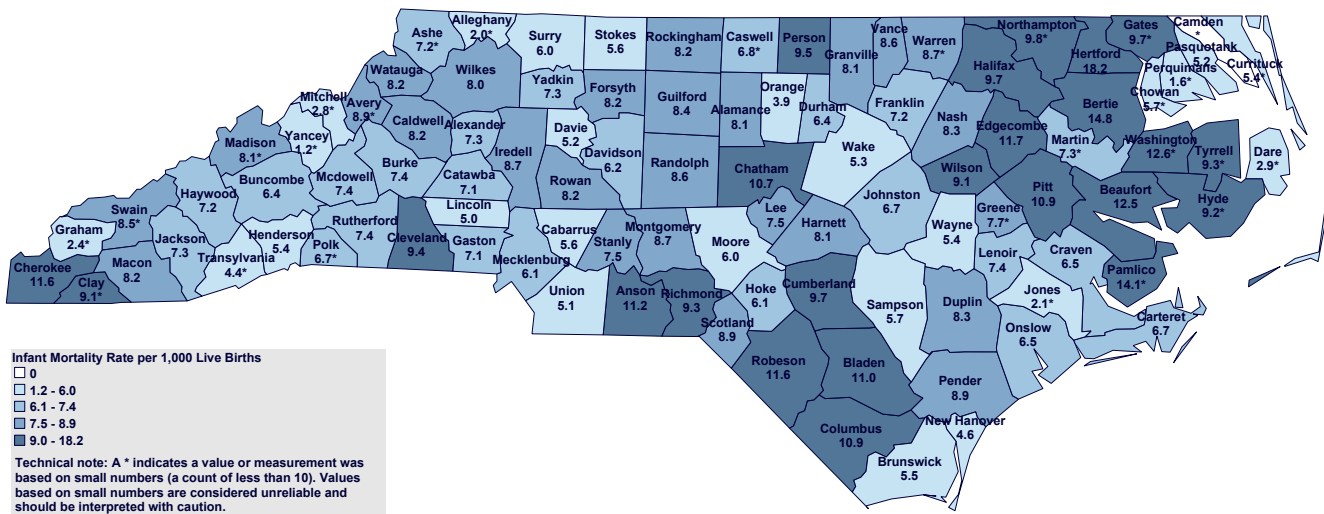 Alleghany
2.0*
Ashe
7.2*
Surry
6.0
Stokes
5.6
Rockingham
8.2
Caswell
6.8*
Person
9.5
Granville
8.1
Vance
8.6
Warren
8.7*
Northampton
9.8*
Gates
9.7*
Camden
*
Pasquotank
5.2
Currituck
5.4*
Perquimans
1.6*
Chowan
5.7*
Hertford
18.2
Halifax
9.7
Bertie
14.8
Watauga
8.2
Wilkes
8.0
Yadkin
7.3
Forsyth
8.2
Guilford
8.4
Alamance
8.1
Orange
3.9
Durham
6.4
Franklin
7.2
Nash
8.3
Edgecombe
11.7
Martin
7.3*
Washington
12.6*
Tyrrell
9.3*
Dare
2.9*
Mitchell
2.8*
Avery
8.9*
Caldwell
8.2
Alexander
7.3
Iredell
8.7
Davie
5.2
Davidson
6.2
Randolph
8.6
Chatham
10.7
Wake
5.3
Wilson
9.1
Pitt
10.9
Beaufort
12.5
Hyde
9.2*
Madison
8.1*
Yancey
1.2*
Buncombe
6.4
Mcdowell
7.4
Burke
7.4
Catawba
7.1
Rowan
8.2
Lincoln
5.0
Lee
7.5
Harnett
8.1
Johnston
6.7
Wayne
5.4
Greene
7.7*
Lenoir
7.4
Craven
6.5
Pamlico
14.1*
Haywood
7.2
Swain
8.5*
Graham
2.4*
Jackson
7.3
Transylvania
4.4*
Henderson
5.4
Polk
6.7*
Rutherford
7.4
Cleveland
9.4
Gaston
7.1
Mecklenburg
6.1
Cabarrus
5.6
Stanly
7.5
Montgomery
8.7
Moore
6.0
Cherokee
11.6
Clay
9.1*
Macon
8.2
Union
5.1
Anson
11.2
Richmond
9.3
Hoke
6.1
Cumberland
9.7
Sampson
5.7
Duplin
8.3
Jones
2.1*
Onslow
6.5
Carteret
6.7
Scotland
8.9
Robeson
11.6
Bladen
11.0
Pender
8.9
New Hanover
4.6
Columbus
10.9
Brunswick
5.5
Infant Mortality Rate per 1,000 Live Births
0
1.2 - 6.0
6.1 - 7.4
7.5 - 8.9
9.0 - 18.2
Technical note: A * indicates a value or measurement was
based on small numbers (a count of less than 10). Values
based on small numbers are considered unreliable and
should be interpreted with caution.